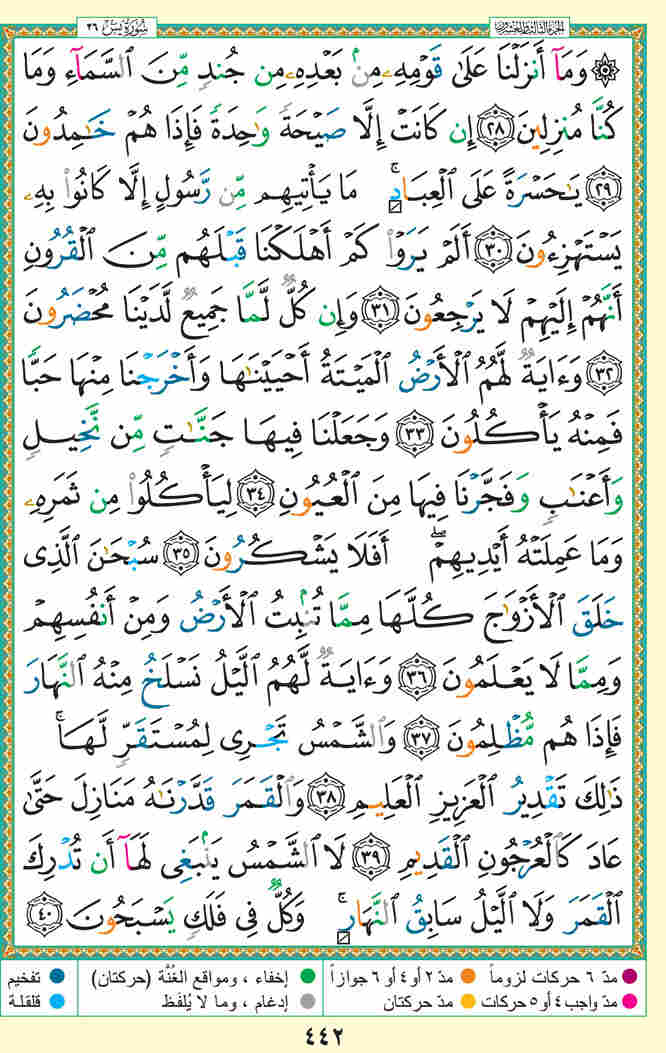 سُورَةُ يسٓ ٣٦
الجزء الثالث والعشرون
۞ وَمَآ أَنزَلْنَا عَلَىٰ قَوْمِهِۦ مِنۢ بَعْدِهِۦ مِن جُندٍ مِّنَ ٱلسَّمَآءِ وَمَا
كُنَّا مُنزِلِينَ ٢٨ إِن كَانَتْ إِلَّا صَيْحَةً وَٰحِدَةً فَإِذَا هُمْ خَـٰمِدُونَ
٢٩ يَـٰحَسْرَةً عَلَى ٱلْعِبَادِ ۚ مَا يَأْتِيهِم مِّن رَّسُولٍ إِلَّا كَانُوا۟ بِهِۦ
يَسْتَهْزِءُونَ ٣٠ أَلَمْ يَرَوْا۟ كَمْ أَهْلَكْنَا قَبْلَهُم مِّنَ ٱلْقُرُونِ
أَنَّهُمْ إِلَيْهِمْ لَا يَرْجِعُونَ ٣١ وَإِن كُلٌّ لَّمَّا جَمِيعٌ لَّدَيْنَا مُحْضَرُونَ
٣٢ وَءَايَةٌ لَّهُمُ ٱلْأَرْضُ ٱلْمَيْتَةُ أَحْيَيْنَـٰهَا وَأَخْرَجْنَا مِنْهَا حَبًّا
فَمِنْهُ يَأْكُلُونَ ٣٣ وَجَعَلْنَا فِيهَا جَنَّـٰتٍ مِّن نَّخِيلٍ
وَأَعْنَـٰبٍ وَفَجَّرْنَا فِيهَا مِنَ ٱلْعُيُونِ ٣٤ لِيَأْكُلُوا۟ مِن ثَمَرِهِۦ
وَمَا عَمِلَتْهُ أَيْدِيهِمْ ۖ أَفَلَا يَشْكُرُونَ ٣٥ سُبْحَـٰنَ ٱلَّذِى
خَلَقَ ٱلْأَزْوَٰجَ كُلَّهَا مِمَّا تُنۢبِتُ ٱلْأَرْضُ وَمِنْ أَنفُسِهِمْ
وَمِمَّا لَا يَعْلَمُونَ ٣٦ وَءَايَةٌ لَّهُمُ ٱلَّيْلُ نَسْلَخُ مِنْهُ ٱلنَّهَارَ
فَإِذَا هُم مُّظْلِمُونَ ٣٧ وَٱلشَّمْسُ تَجْرِى لِمُسْتَقَرٍّ لَّهَا ۚ
ذَٰلِكَ تَقْدِيرُ ٱلْعَزِيزِ ٱلْعَلِيمِ ٣٨ وَٱلْقَمَرَ قَدَّرْنَـٰهُ مَنَازِلَ حَتَّىٰ
عَادَ كَٱلْعُرْجُونِ ٱلْقَدِيمِ ٣٩ لَا ٱلشَّمْسُ يَنۢبَغِى لَهَآ أَن تُدْرِكَ
ٱلْقَمَرَ وَلَا ٱلَّيْلُ سَابِقُ ٱلنَّهَارِ ۚ وَكُلٌّ فِى فَلَكٍ يَسْبَحُونَ ٤٠
مدّ ٦ حركات لزوماً مدّ ٢ أو ٤ أو ٦ جوازاً إخفاء ، ومواقع الغُنَّة (حركتان) تفخيم
مدّ واجب ٤ أو ٥ حركات مدّ حركتان إدغام ، وما لا يُلفَظ قلقلة
٤٤٢